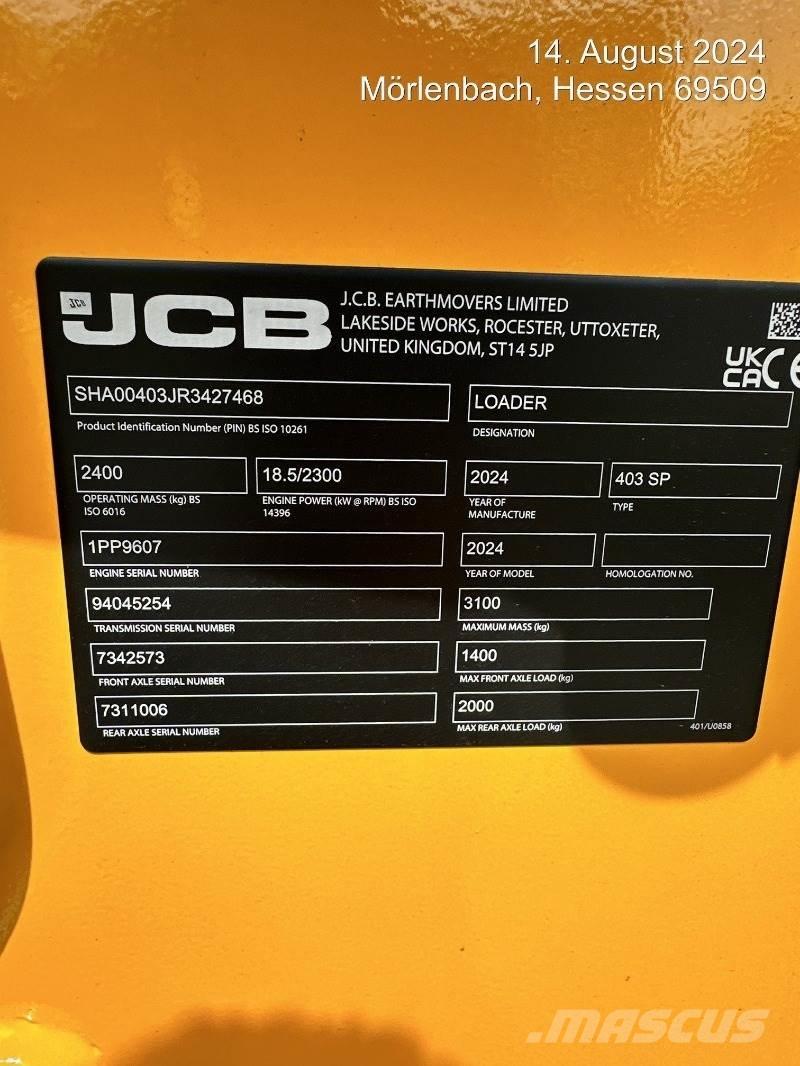 14. August 2024
Mörlenbach, Hessen 69509
JCB JCB
J.C.B. EARTHMOVERS LIMITED
LAKESIDE WORKS, ROCESTER, UTTOXETER,
UNITED KINGDOM, ST14 5JP
UK
CA CE
SHA00403JR3427468
Product Identification Number (PIN) BS ISO 10261
LOADER
DESIGNATION
2400
OPERATING MASS (kg) BS
ISO 6016
18.5/2300
ENGINE POWER (kW @ RPM) BS ISO
14396
2024
YEAR OF
MANUFACTURE
403 SP
TYPE
1PP9607
ENGINE SERIAL NUMBER
2024
YEAR OF MODEL
HOMOLOGATION NO.
94045254
TRANSMISSION SERIAL NUMBER
3100
MAXIMUM MASS (kg)
7342573
FRONT AXLE SERIAL NUMBER
1400
MAX FRONT AXLE LOAD (kg)
7311006
REAR AXLE SERIAL NUMBER
2000
MAX REAR AXLE LOAD (kg)
401/U0858
MASCUS